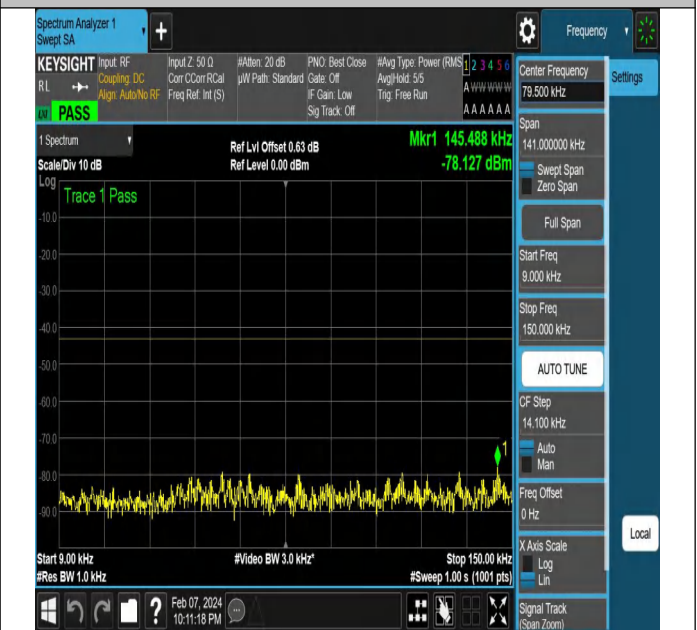 Spectrum Analyzer 1
Swept SA
+
Frequency
KEYSIGHT
RL
LXI
PASS
Input: RF
Coupling: DC
Align: Auto/No RF
Input Z: 50 Ω
Corr CCorr RCal
Freq Ref: Int (S)
#Atten: 20 dB
µW Path: Standard
PNO: Best Close
Gate: Off
IF Gain: Low
Sig Track: Off
#Avg Type: Power (RMS
Avg|Hold: 5/5
Trig: Free Run
1 2 3 4 5 6
A W W W W W
A A A A A A
1 Spectrum
Scale/Div 10 dB
Ref Lvl Offset 0.63 dB
Ref Level 0.00 dBm
Mkr1 145.488 kHz
-78.127 dBm
Log
Trace 1 Pass
-10.0
-20.0
-30.0
-40.0
-50.0
-60.0
-70.0
-80.0
-90.0
1
Start 9.00 kHz
#Res BW 1.0 kHz
#Video BW 3.0 kHz*
Stop 150.00 kHz
#Sweep 1.00 s (1001 pts)
Center Frequency
79.500 kHz
Settings
Span
141.000000 kHz
Swept Span
Zero Span
Full Span
Start Freq
9.000 kHz
Stop Freq
150.000 kHz
AUTO TUNE
CF Step
14.100 kHz
Auto
Man
Freq Offset
0 Hz
Local
X Axis Scale
Log
Lin
Signal Track
(Span Zoom)
?
Feb 07, 2024
10:11:18 PM